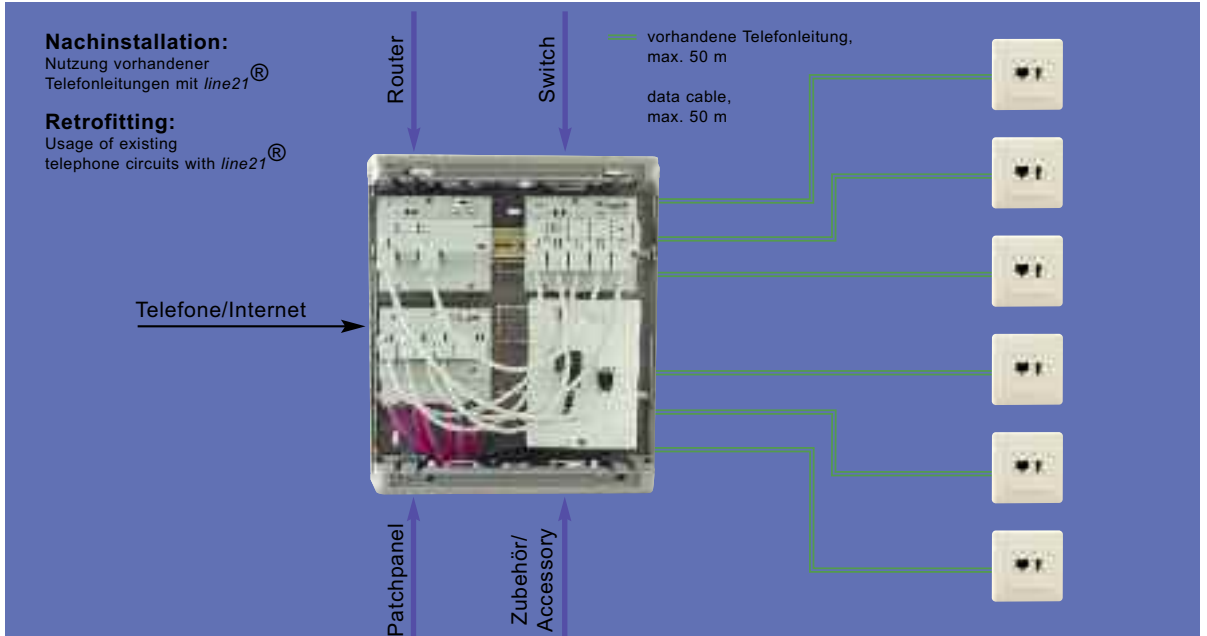 Nachinstallation:
Nutzung vorhandener
Telefonleitungen mit line21®
Retrofitting:
Usage of existing
telephone circuits with line21®
Router
Switch
vorhandene Telefonleitung,
max. 50 m
data cable,
max. 50 m
Telefone/Internet
Patchpanel
Zubehör/
Accessory